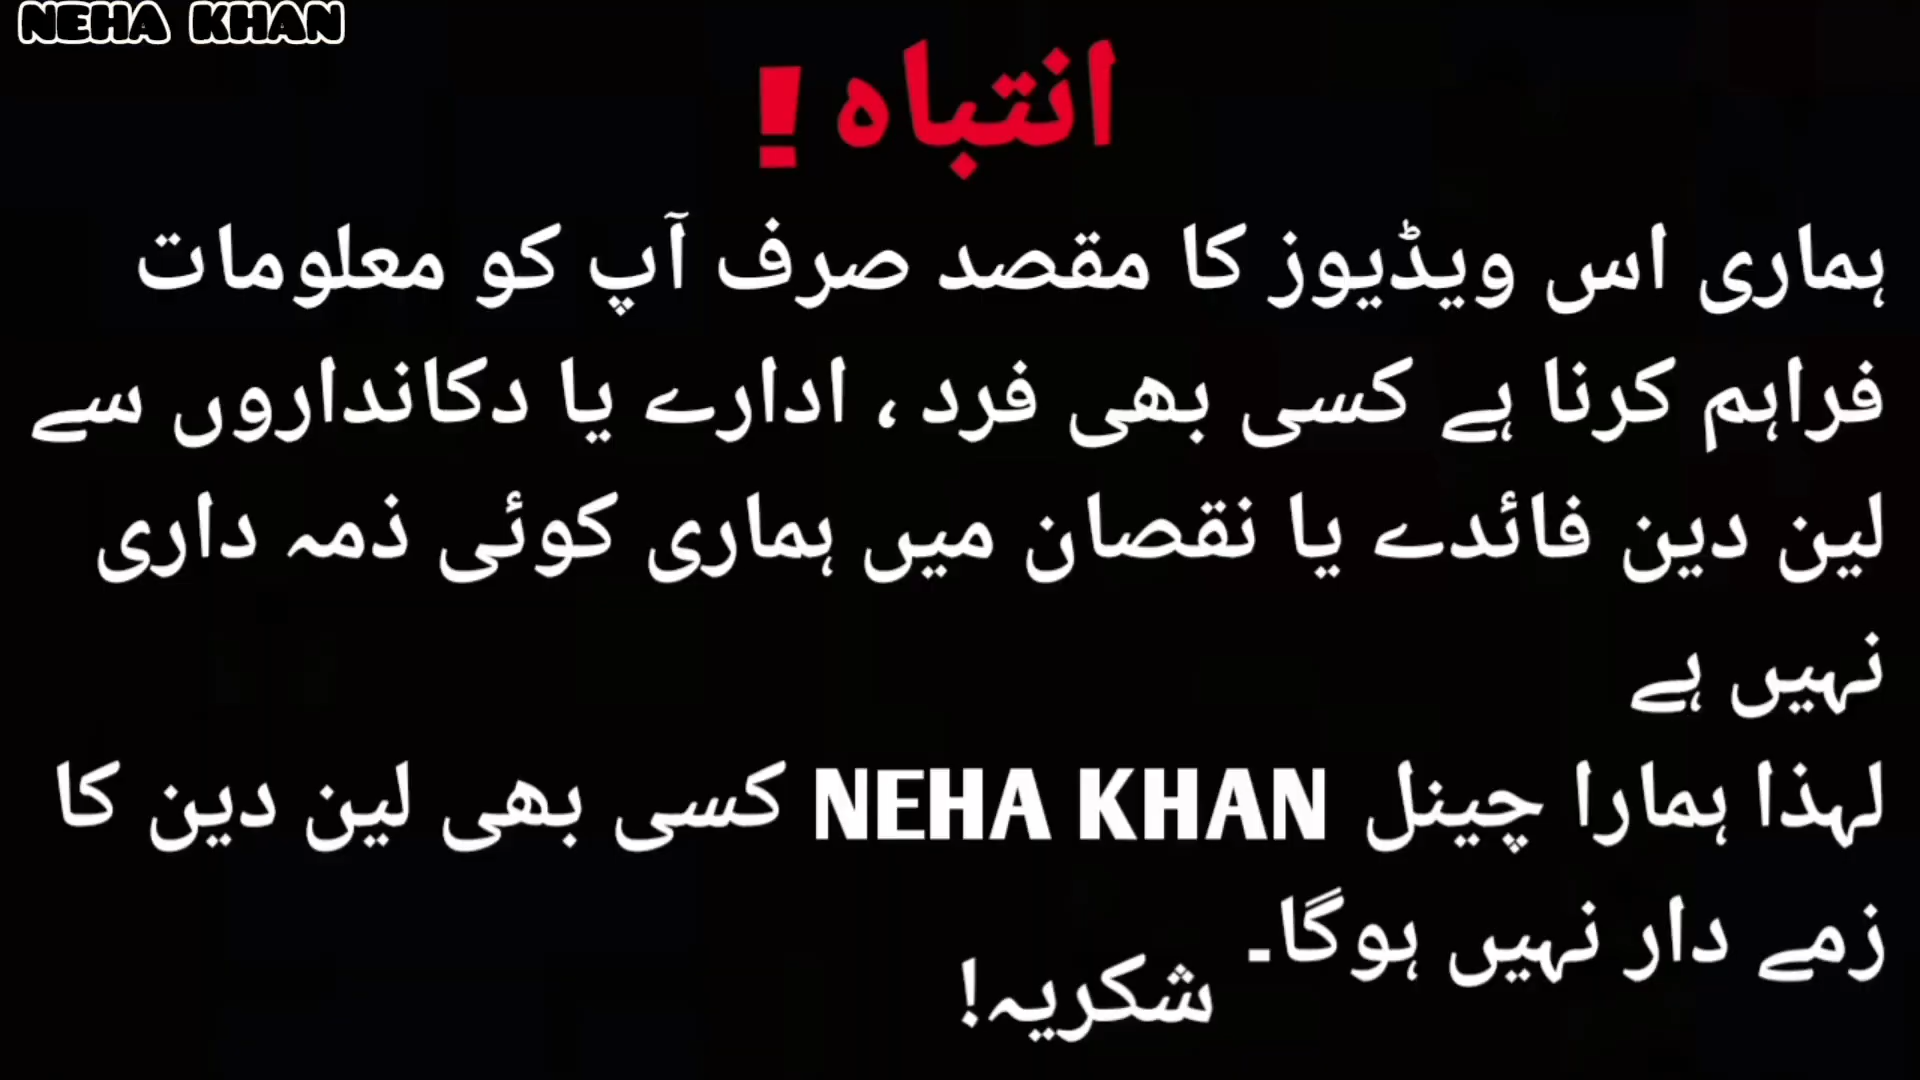 NEHA KHAN
انتباہ !
ہماری اس ویڈیوز کا مقصد صرف آپ کو معلومات
فراہم کرنا ہے کسی بھی فرد ، ادارے یا دکانداروں سے
لین دین فائدے یا نقصان میں ہماری کوئی ذمہ داری
نہیں ہے
لہذا ہمارا چینل NEHA KHAN کسی بھی لین دین کا
زمے دار نہیں ہوگا۔
شکریہ!